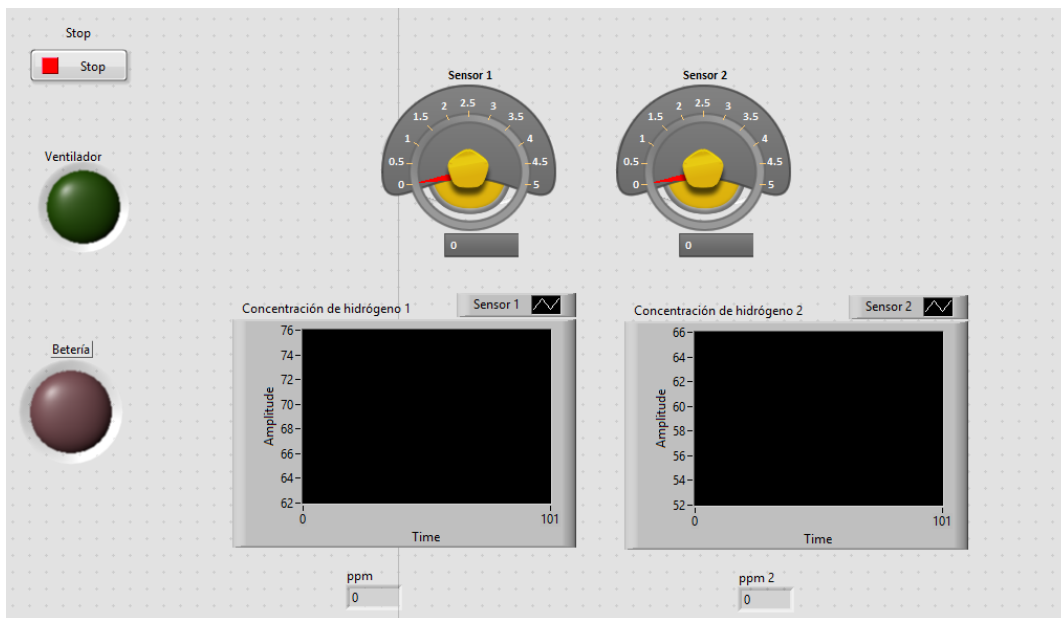 Stop
Stop
Ventilador
Betería
Sensor 1
0 0.5 1 1.5 2 2.5 3 3.5 4 4.5 5
0
Sensor 2
0 0.5 1 1.5 2 2.5 3 3.5 4 4.5 5
0
Concentración de hidrógeno 1
Sensor 1
Amplitude
76
74
72
70
68
66
64
62
0 101
Time
ppm
0
Concentración de hidrógeno 2
Sensor 2
Amplitude
66
64
62
60
58
56
54
52
0 101
Time
ppm 2
0